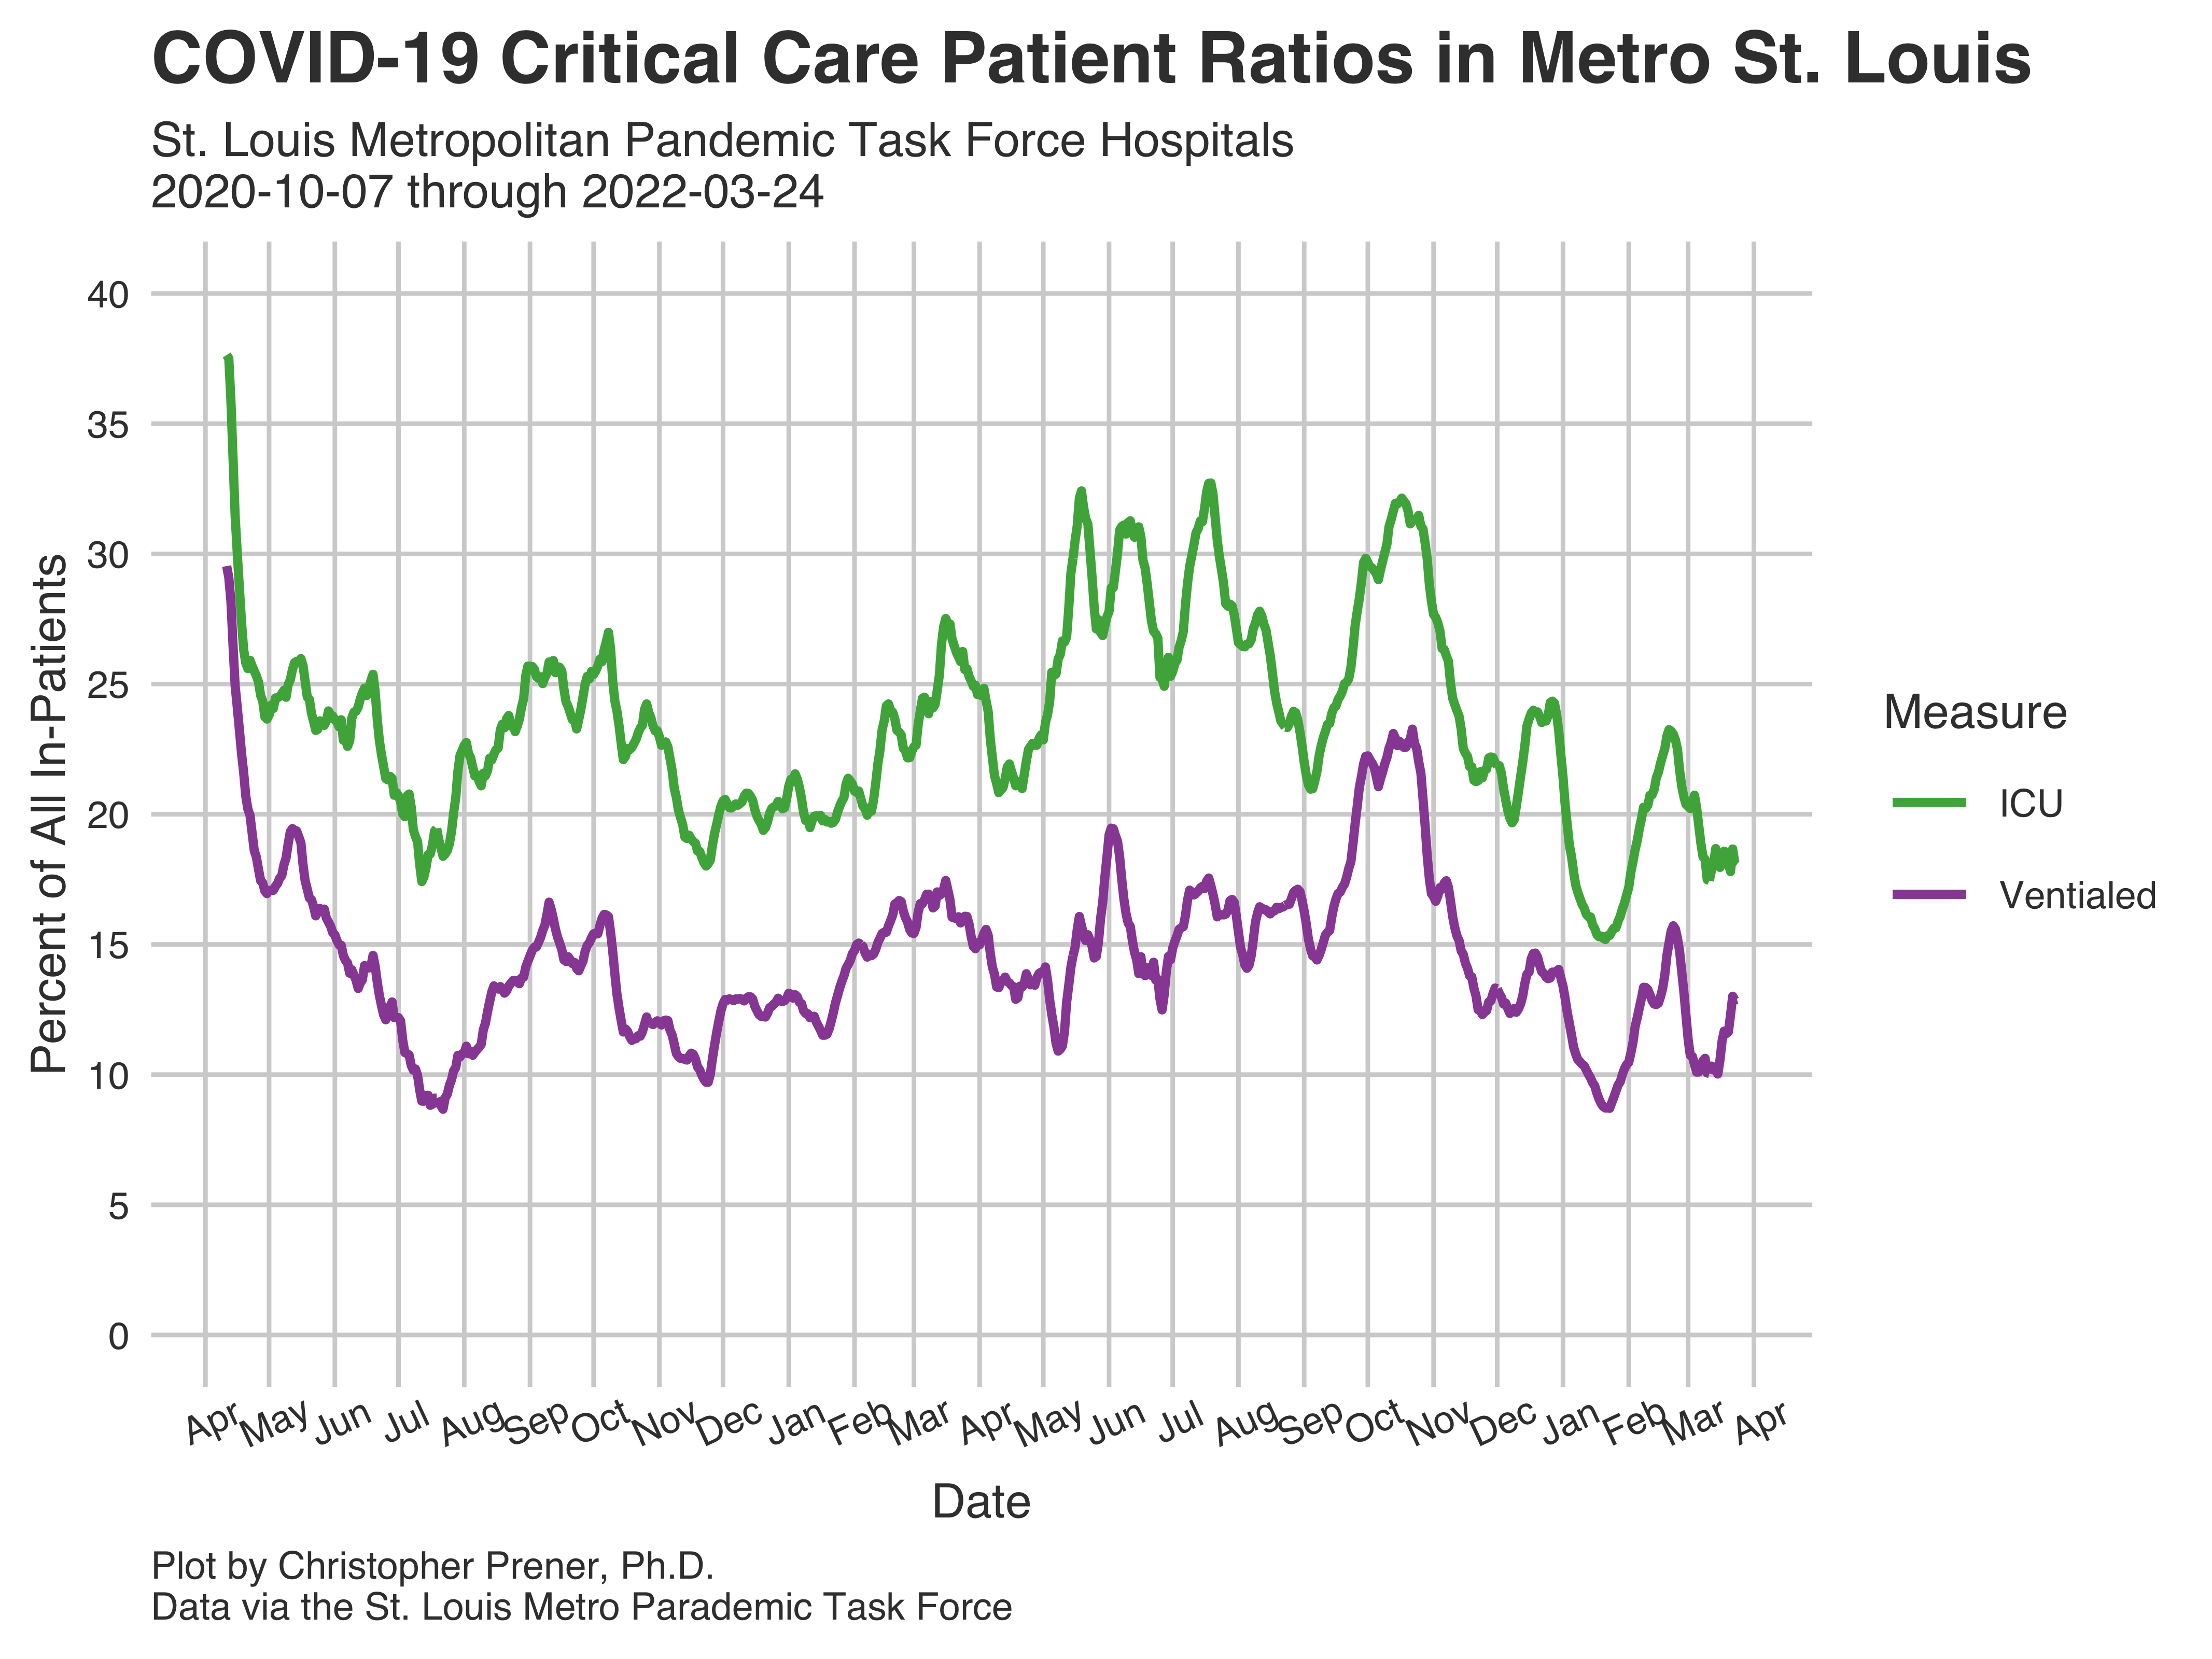 COVID-19 Critical Care Patient Ratios in Metro St. Louis
St. Louis Metropolitan Pandemic Task Force Hospitals
2020-10-07 through 2022-03-24
40
35
30
25
20
15
10
5
0
Percent of All In-Patients
Apr May Jun Jul Aug Sep Oct Nov Dec Jan Feb Mar Apr May Jun Jul Aug Sep Oct Nov Dec Jan Feb Mar Apr
Date
Measure
ICU
Ventialed
Plot by Christopher Prener, Ph.D.
Data via the St. Louis Metro Parademic Task Force